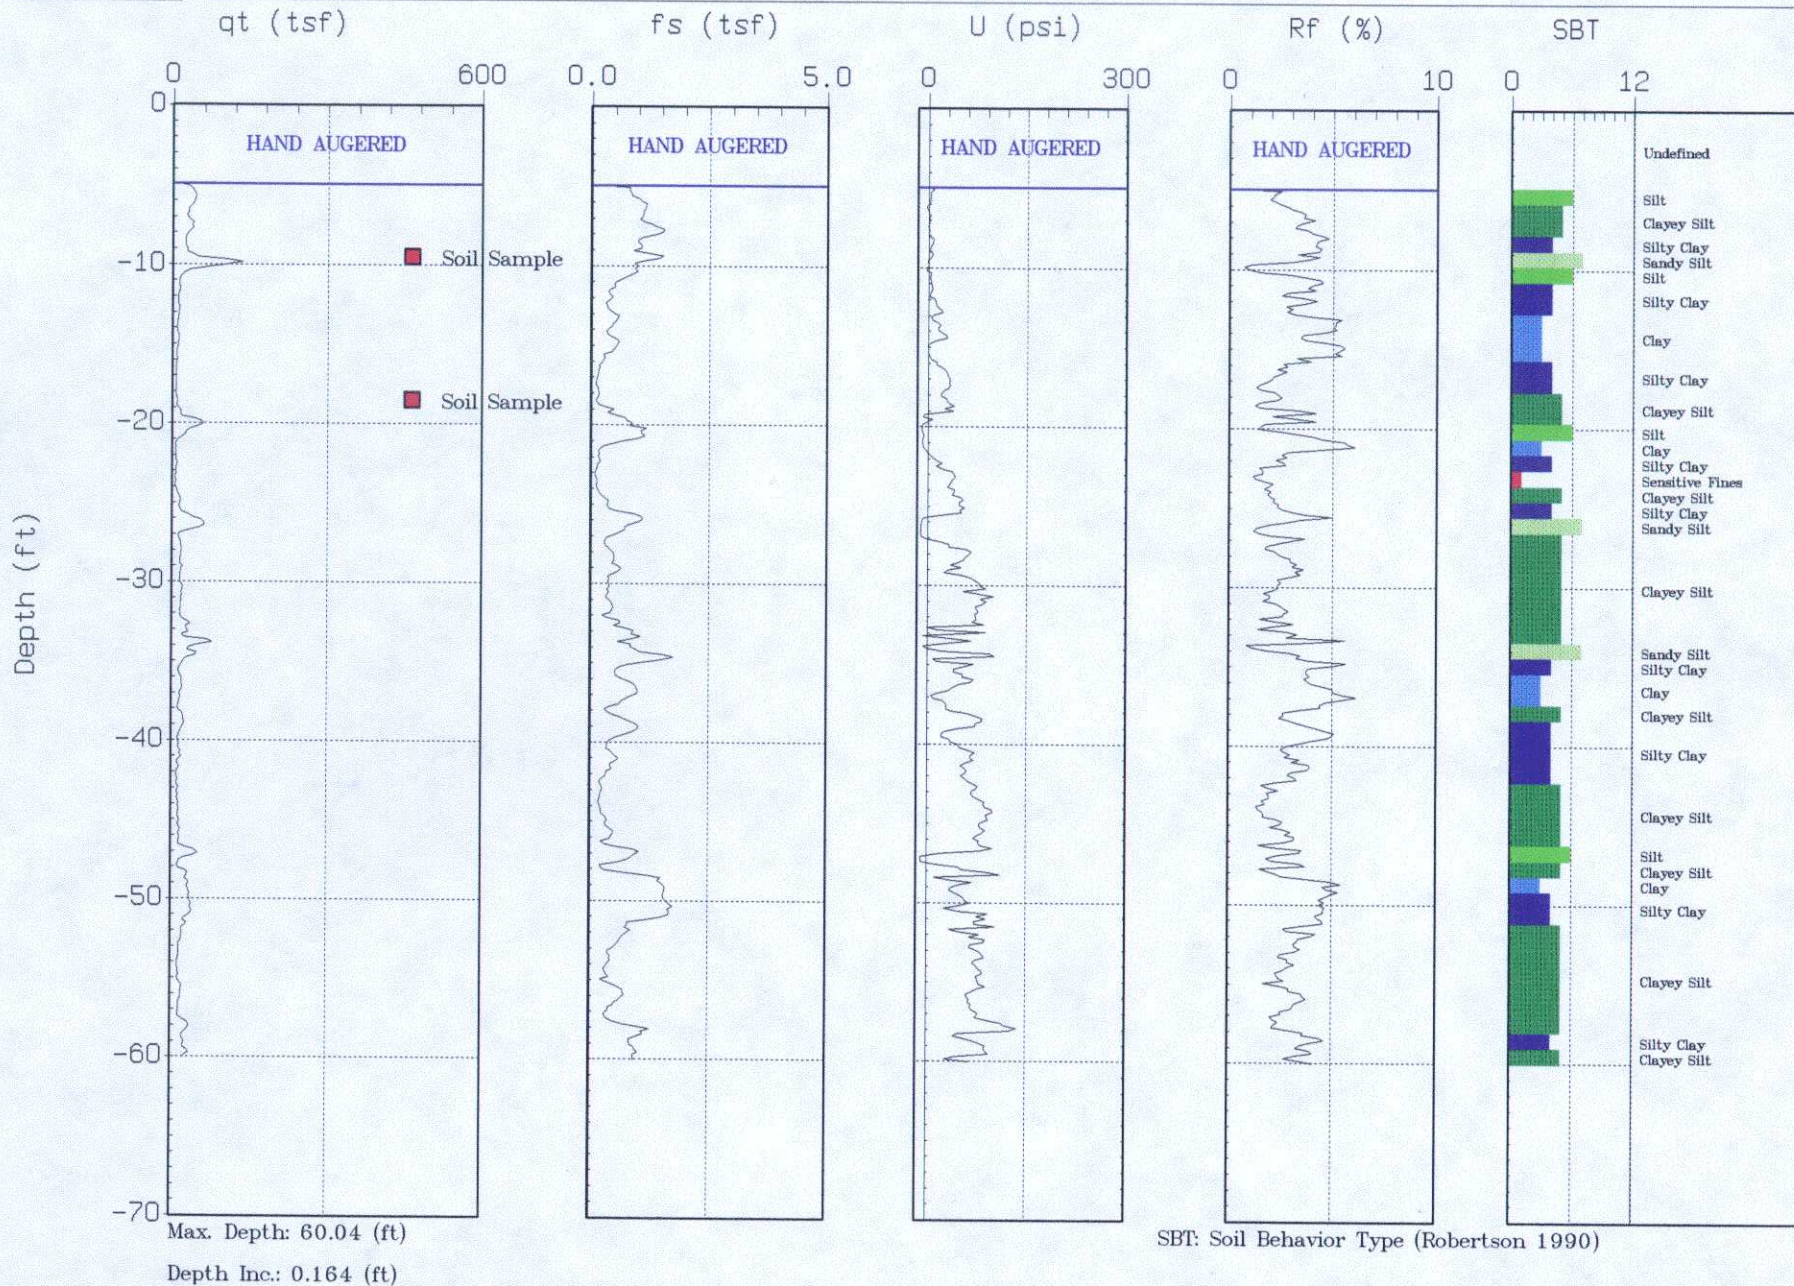 qt (tsf)
fs (tsf)
U (psi)
Rf (%)
SBT
0 600
0.0 5.0
0 300
0 10
0 12
HAND AUGERED
HAND AUGERED
HAND AUGERED
HAND AUGERED
Depth (ft)
0
-10
-20
-30
-40
-50
-60
-70
Soil Sample
Soil Sample
Undefined
Silt
Clayey Silt
Silty Clay
Sandy Silt
Silt
Silty Clay
Clay
Silty Clay
Clayey Silt
Silt
Clay
Silty Clay
Sensitive Fines
Clayey Silt
Silty Clay
Sandy Silt
Clayey Silt
Sandy Silt
Silty Clay
Clay
Clayey Silt
Silty Clay
Clayey Silt
Silt
Clayey Silt
Clay
Silty Clay
Clayey Silt
Silty Clay
Clayey Silt
Max. Depth: 60.04 (ft)
Depth Inc.: 0.164 (ft)
SBT: Soil Behavior Type (Robertson 1990)